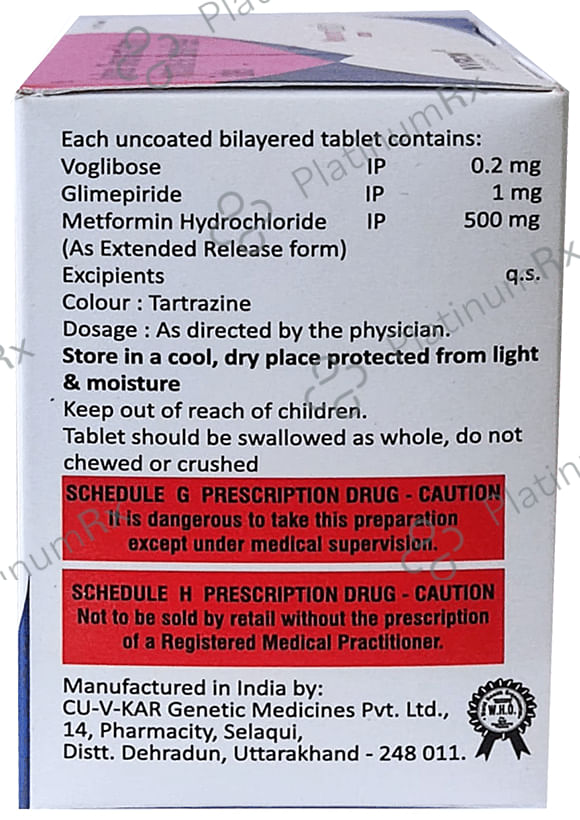 Each uncoated bilayered tablet contains:
Voglibose IP 0.2 mg
Glimepiride IP 1 mg
Metformin Hydrochloride IP 500 mg
(As Extended Release form)
Excipients q.s.
Colour : Tartrazine
Dosage : As directed by the physician.
Store in a cool, dry place protected from light
& moisture
Keep out of reach of children.
Tablet should be swallowed as whole, do not
chewed or crushed
SCHEDULE G PRESCRIPTION DRUG - CAUTION
It is dangerous to take this preparation
except under medical supervision.
SCHEDULE H PRESCRIPTION DRUG - CAUTION
Not to be sold by retail without the prescription
of a Registered Medical Practitioner.
Manufactured in India by:
CU-V-KAR Genetic Medicines Pvt. Ltd.,
14, Pharmacity, Selaqui,
Distt. Dehradun, Uttarakhand - 248 011.
W.H.O.
PlatinumRx
PlatinumRx